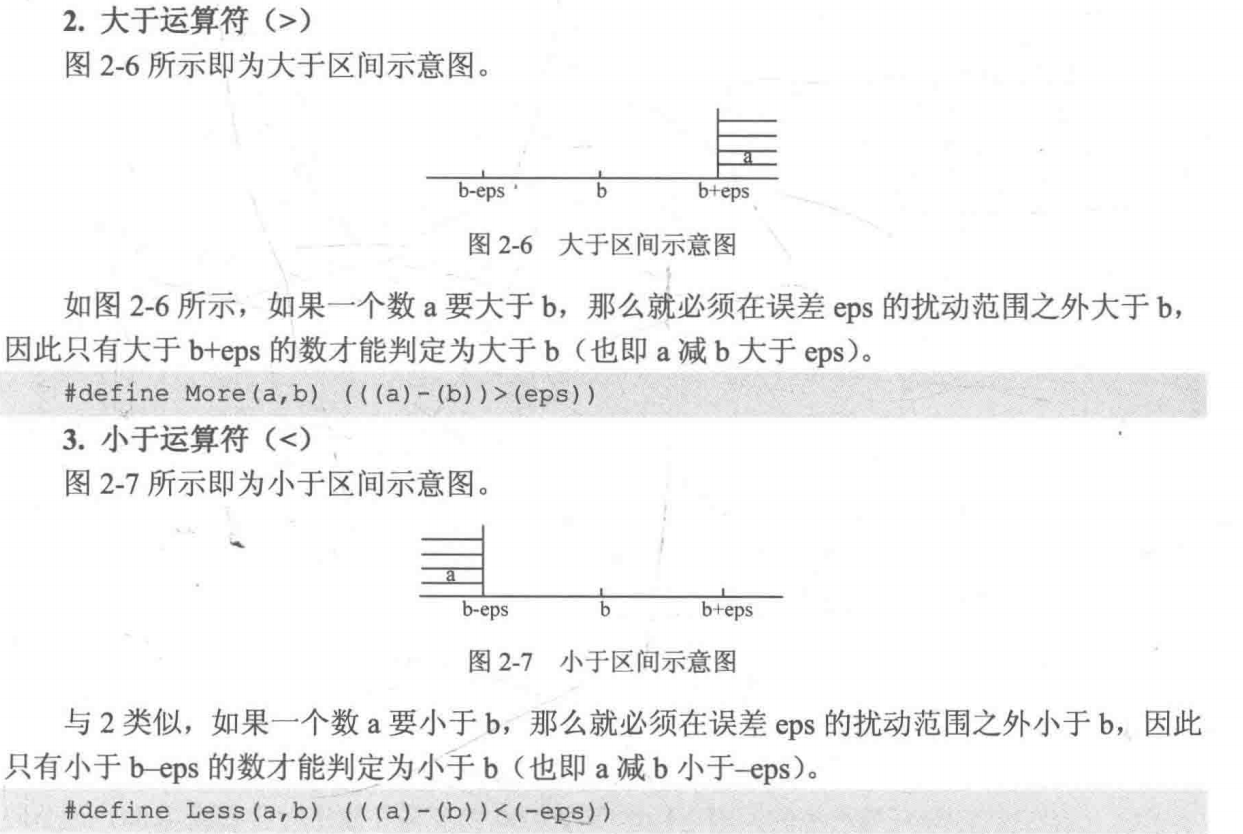 2. 大于运算符（>）
图 2-6 所示即为大于区间示意图。
a
b-eps b b+eps
图 2-6 大于区间示意图
如图 2-6 所示，如果一个数 a 要大于 b，那么就必须在误差 eps 的扰动范围之外大于 b，
因此只有大于 b+eps 的数才能判定为大于 b（也即 a 减 b 大于 eps）。
#define More(a,b) (((a)-(b))>(eps))
3. 小于运算符（<）
图 2-7 所示即为小于区间示意图。
a
b-eps b b+eps
图 2-7 小于区间示意图
与 2 类似，如果一个数 a 要小于 b，那么就必须在误差 eps 的扰动范围之外小于 b，因此
只有小于 b–eps 的数才能判定为小于 b（也即 a 减 b 小于–eps）。
#define Less(a,b) (((a)-(b))<(-eps))